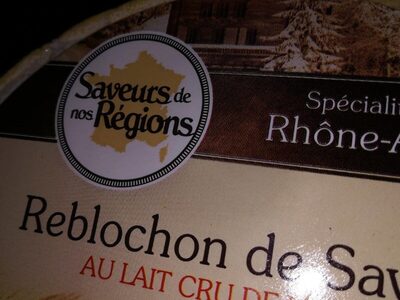 Saveurs de
nos Régions
Spécialit
Rhône-A
Reblochon de Sav
AU LAIT CRU DE